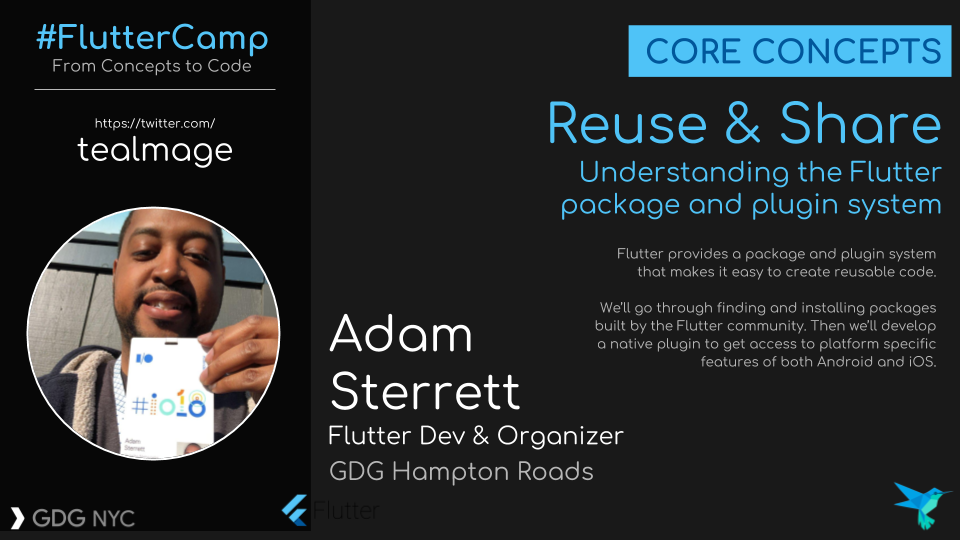 #FlutterCamp
From Concepts to Code
https://twitter.com/
tealmage
I/O
#io18
Adam
Sterrett
GDG NYC
CORE CONCEPTS
Reuse & Share
Understanding the Flutter
package and plugin system
Flutter provides a package and plugin system
that makes it easy to create reusable code.
We'll go through finding and installing packages
built by the Flutter community. Then we'll develop
a native plugin to get access to platform specific
features of both Android and iOS.
Adam
Sterrett
Flutter Dev & Organizer
GDG Hampton Roads
Flutter